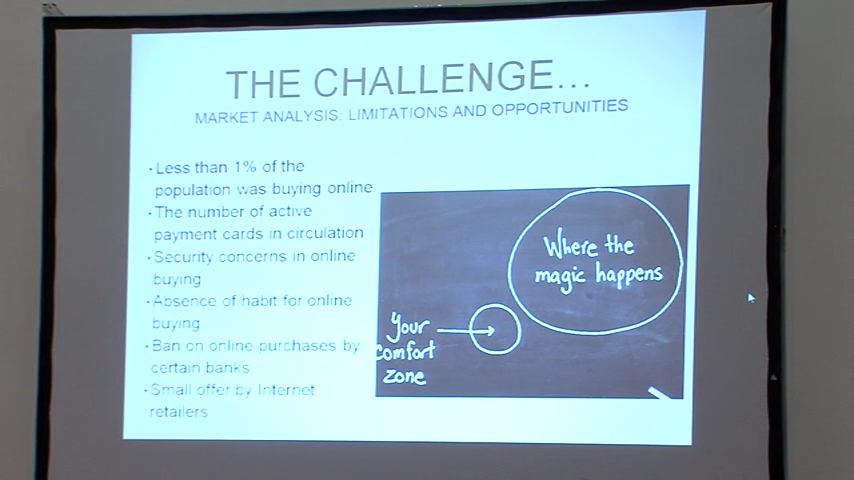 THE CHALLENGE...
MARKET ANALYSIS: LIMITATIONS AND OPPORTUNITIES
· Less than 1% of the
population was buying online
· The number of active
payment cards in circulation
· Security concerns in online
buying
· Absence of habit for online
buying
· Ban on online purchases by
certain banks
· Small offer by Internet
retailers
Where the
magic happens
Your
comfort
zone